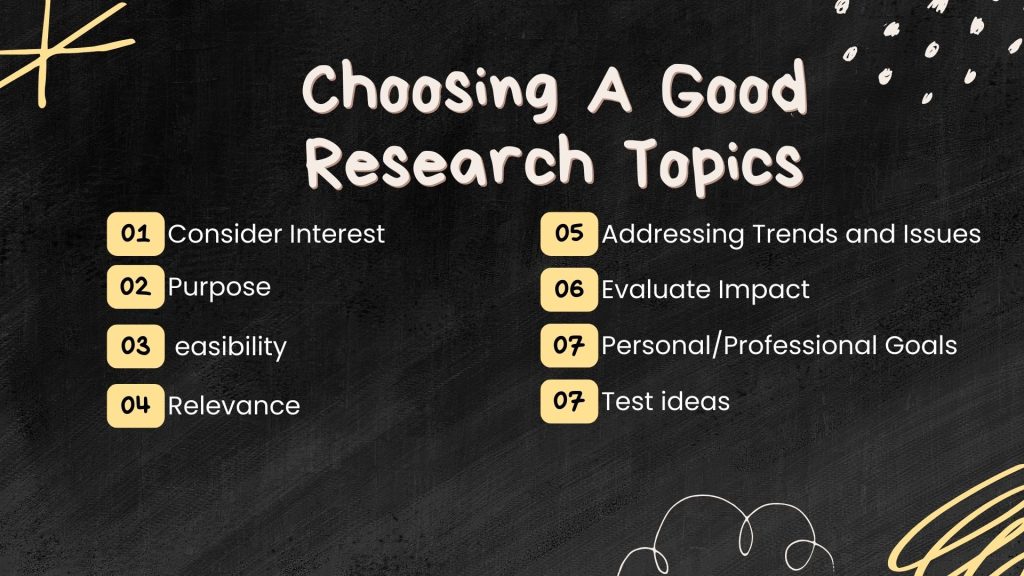 Choosing A Good
Research Topics
01 Consider Interest
02 Purpose
03 easibility
04 Relevance
05 Addressing Trends and Issues
06 Evaluate Impact
07 Personal/Professional Goals
07 Test ideas